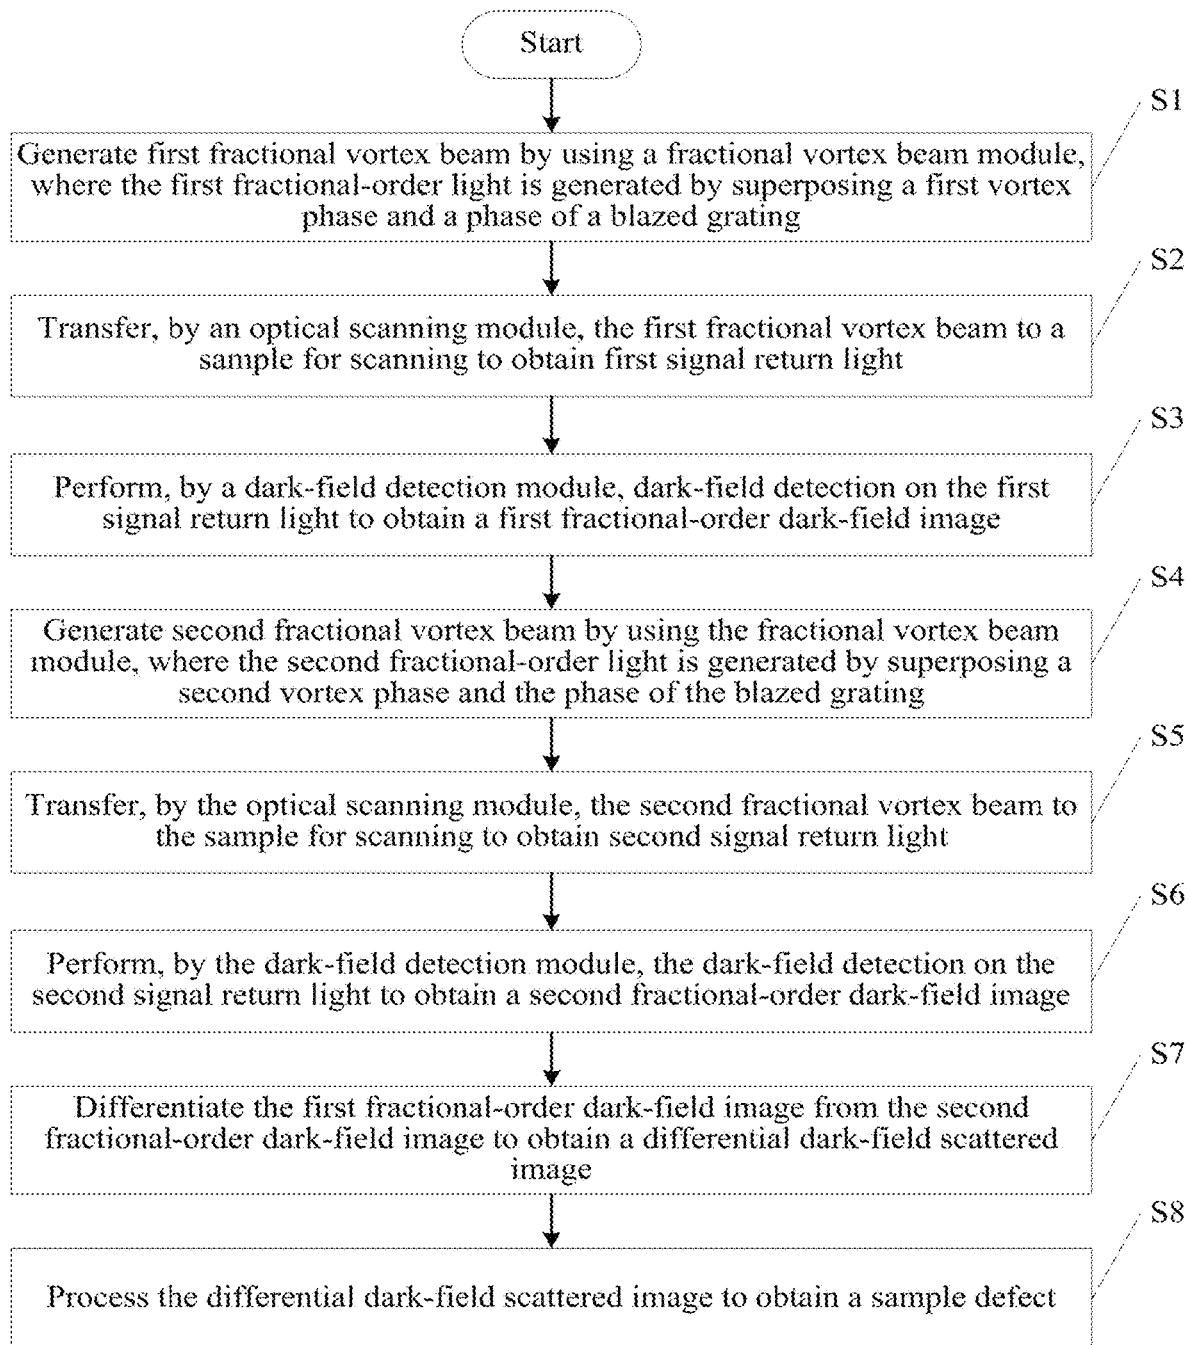 Start
S1
Generate first fractional vortex beam by using a fractional vortex beam module,
where the first fractional-order light is generated by superposing a first vortex
phase and a phase of a blazed grating
S2
Transfer, by an optical scanning module, the first fractional vortex beam to a
sample for scanning to obtain first signal return light
S3
Perform, by a dark-field detection module, dark-field detection on the first
signal return light to obtain a first fractional-order dark-field image
S4
Generate second fractional vortex beam by using the fractional vortex beam
module, where the second fractional-order light is generated by superposing a
second vortex phase and the phase of the blazed grating
S5
Transfer, by the optical scanning module, the second fractional vortex beam to
the sample for scanning to obtain second signal return light
S6
Perform, by the dark-field detection module, the dark-field detection on the
second signal return light to obtain a second fractional-order dark-field image
S7
Differentiate the first fractional-order dark-field image from the second
fractional-order dark-field image to obtain a differential dark-field scattered
image
S8
Process the differential dark-field scattered image to obtain a sample defect